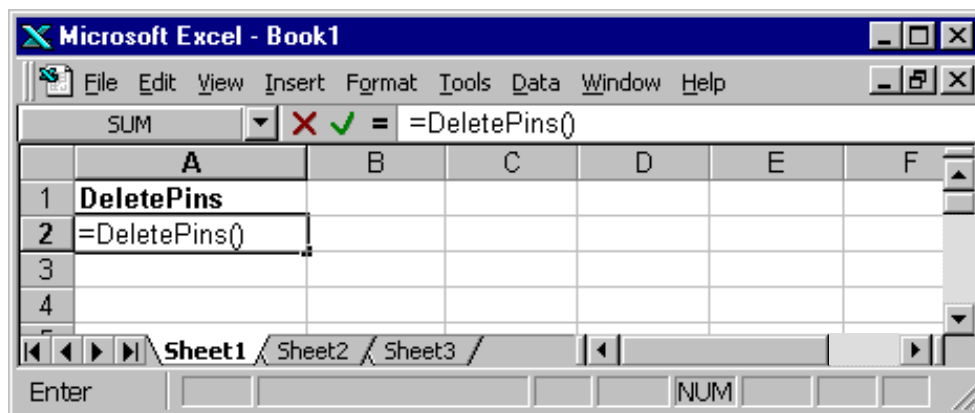 Microsoft Excel - Book1
File Edit View Insert Format Tools Data Window Help
SUM = =DeletePins()
A B C D E F
1 DeletePins
2 =DeletePins()
3
4
Sheet1 Sheet2 Sheet3
Enter NUM